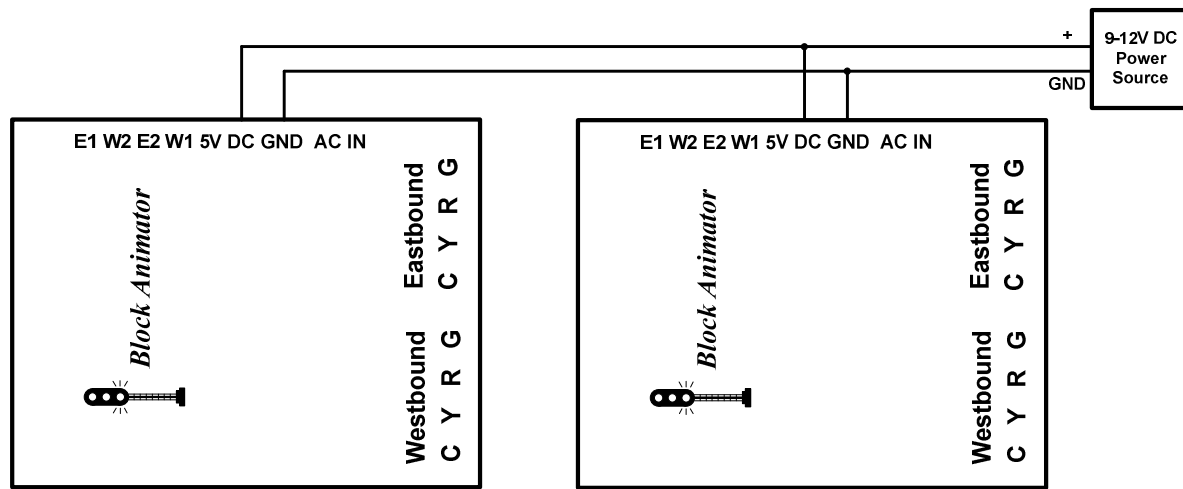 +
9-12V DC
Power
Source
GND
E1 W2 E2 W1 5V DC GND AC IN
Block Animator
Eastbound
C Y R G
Westbound
C Y R G
E1 W2 E2 W1 5V DC GND AC IN
Block Animator
Eastbound
C Y R G
Westbound
C Y R G